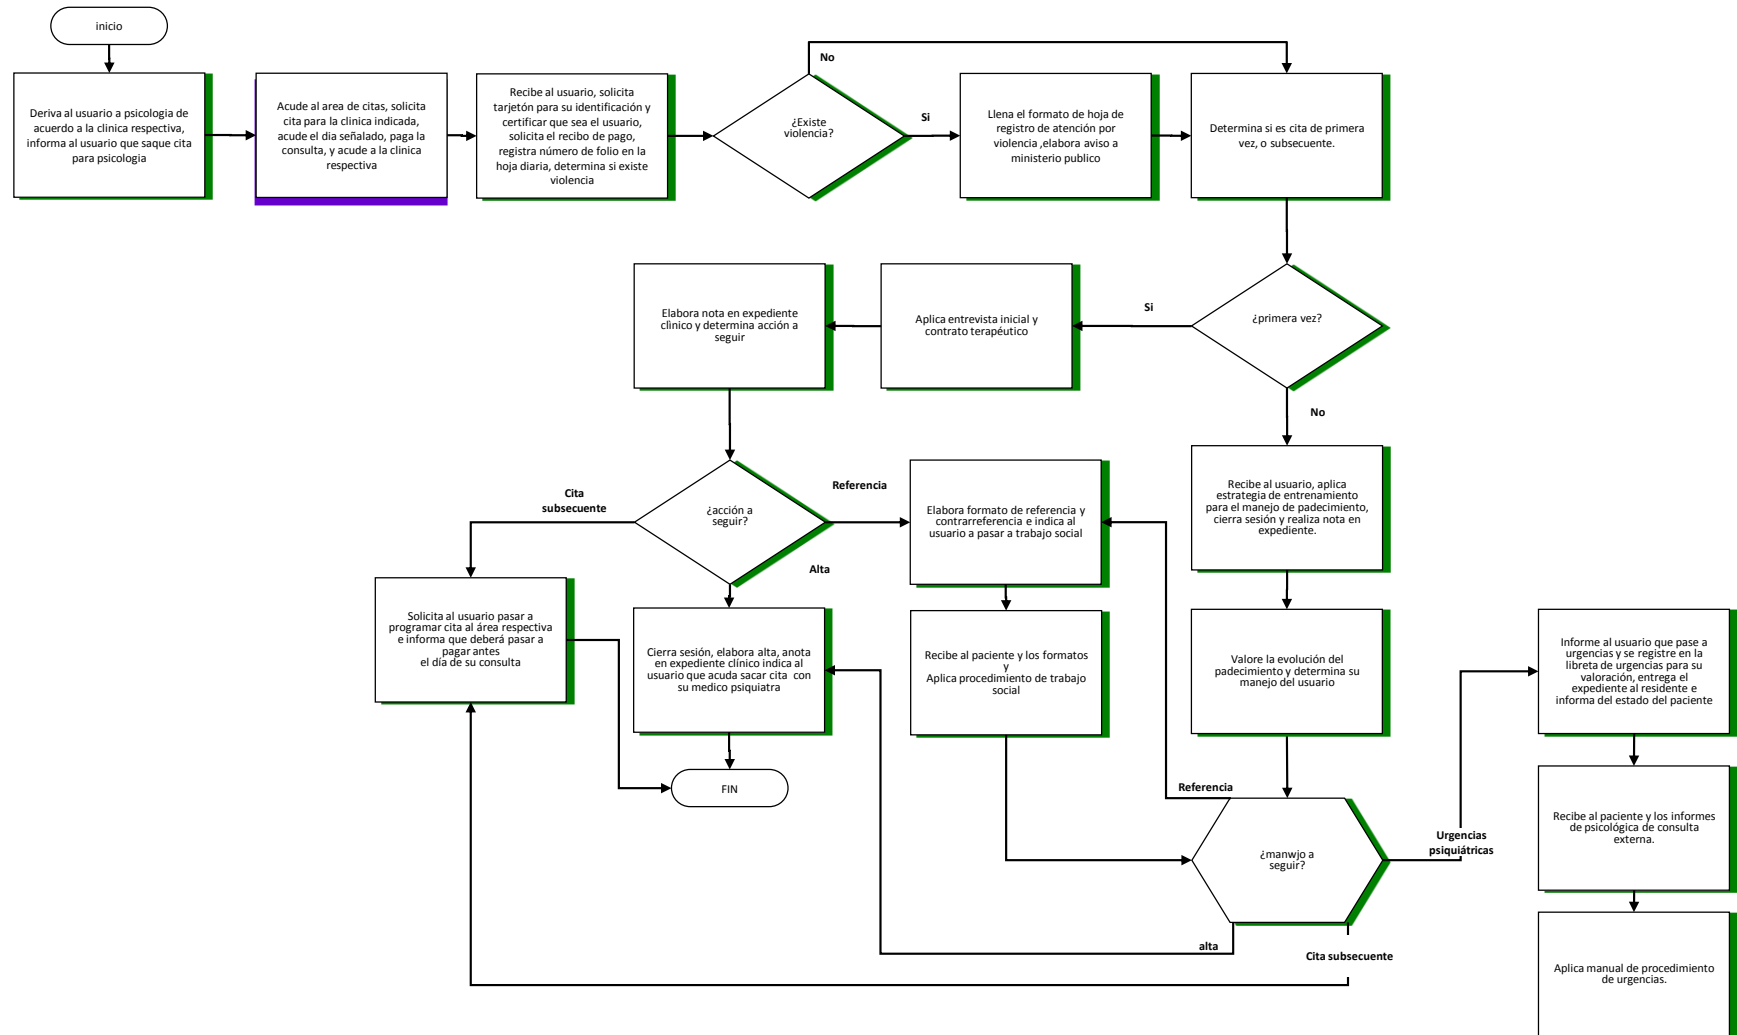 inicio
Deriva al usuario a psicologia de
acuerdo a la clinica respectiva,
informa al usuario que saque cita
para psicologia
Acude al area de citas, solicita
cita para la clinica indicada,
acude el dia señalado, paga la
consulta, y acude a la clinica
respectiva
Recibe al usuario, solicita
tarjetón para su identificación y
certificar que sea el usuario,
solicita el recibo de pago,
registra número de folio en la
hoja diaria, determina si existe
violencia
¿Existe
violencia?
No
Si
Llena el formato de hoja de
registro de atención por
violencia ,elabora aviso a
ministerio publico
Determina si es cita de primera
vez, o subsecuente.
¿primera vez?
Si
No
Aplica entrevista inicial y
contrato terapéutico
Elabora nota en expediente
clìnico y determina acción a
seguir
¿acción a
seguir?
Cita
subsecuente
Referencia
Alta
Elabora formato de referencia y
contrarreferencia e indica al
usuario a pasar a trabajo social
Recibe al usuario, aplica
estrategia de entrenamiento
para el manejo de padecimiento,
cierra sesión y realiza nota en
expediente.
Solicita al usuario pasar a
programar cita al área respectiva
e informa que deberá pasar a
pagar antes
el día de su consulta
Cierra sesión, elabora alta, anota
en expediente clínico indica al
usuario que acuda sacar cita  con
su medico psiquiatra
Recibe al paciente y los formatos
y
Aplica procedimiento de trabajo
social
Valore la evolución del
padecimiento y determina su
manejo del usuario
Informe al usuario que pase a
urgencias y se registre en la
libreta de urgencias para su
valoración, entrega el
expediente al residente e
informa del estado del paciente
FIN
Referencia
¿manwjo a
seguir?
Urgencias
psiquiátricas
Recibe al paciente y los informes
de psicológica de consulta
externa.
alta
Cita subsecuente
Aplica manual de procedimiento
de urgencias.